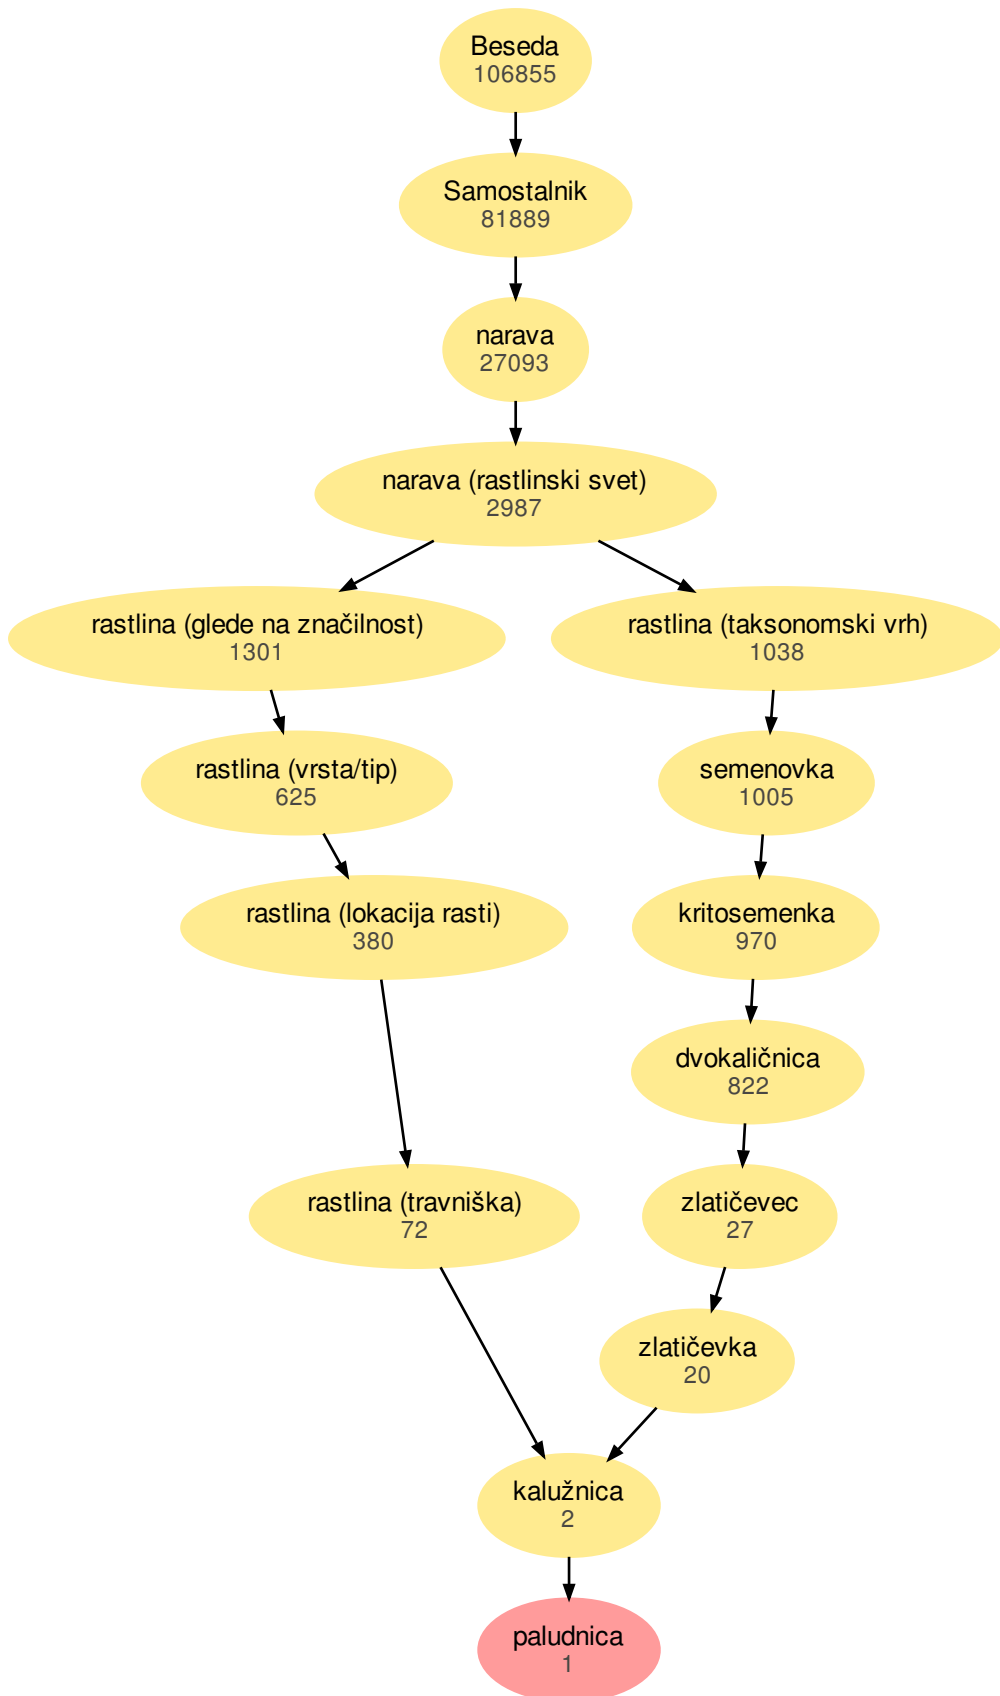 Beseda
106855
Samostalnik
81889
narava
27093
narava (rastlinski svet)
2987
rastlina (glede na značilnost)
1301
rastlina (taksonomski vrh)
1038
rastlina (vrsta/tip)
625
semenovka
1005
rastlina (lokacija rasti)
380
kritosemenka
970
dvokaličnica
822
rastlina (travniška)
72
zlatičevec
27
zlatičevka
20
kalužnica
2
paludnica
1